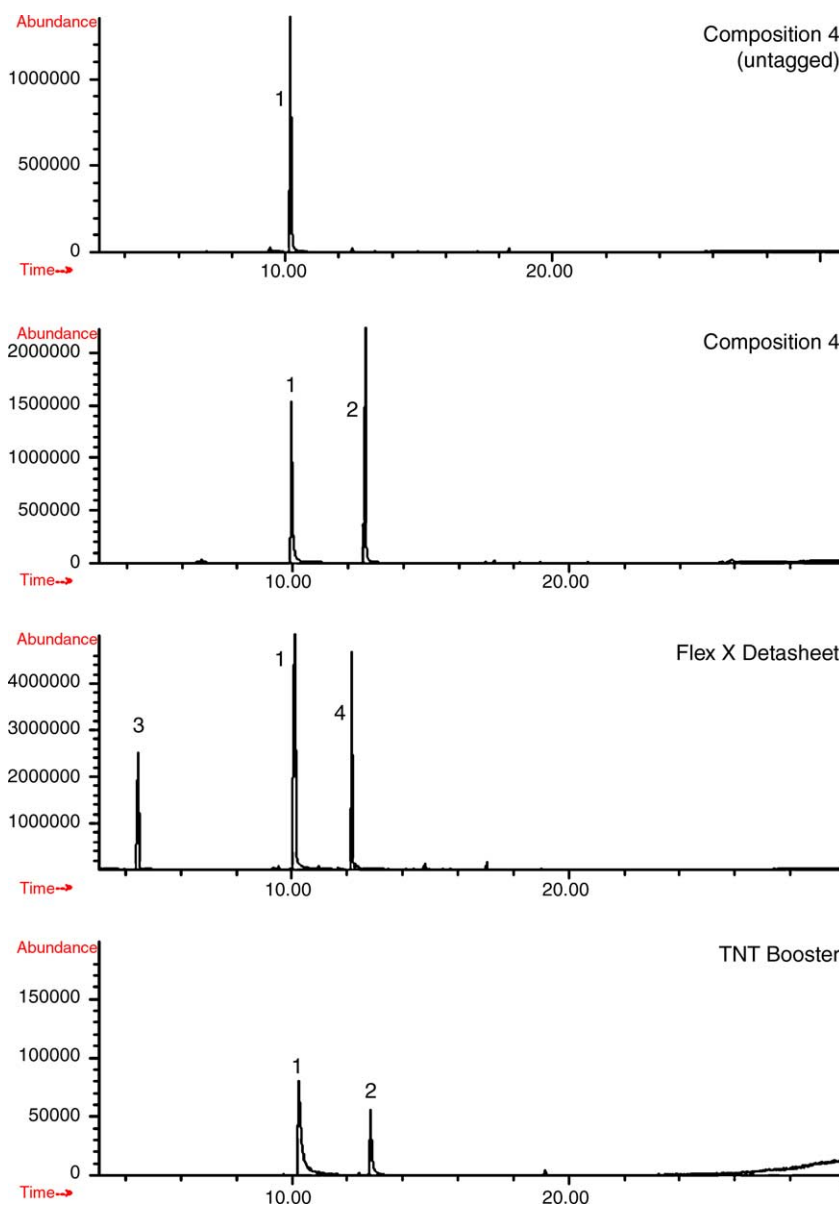 Abundance
Composition 4
(untagged)
1000000
1
500000
0
Time-->
10.00
20.00
Abundance
Composition 4
2000000
1
1500000
2
1000000
500000
0
Time-->
10.00
20.00
Abundance
Flex X Detasheet
1
4000000
4
3
3000000
2000000
1000000
Time-->
10.00
20.00
Abundance
TNT Booster
150000
100000
1
2
50000
0
Time-->
10.00
20.00